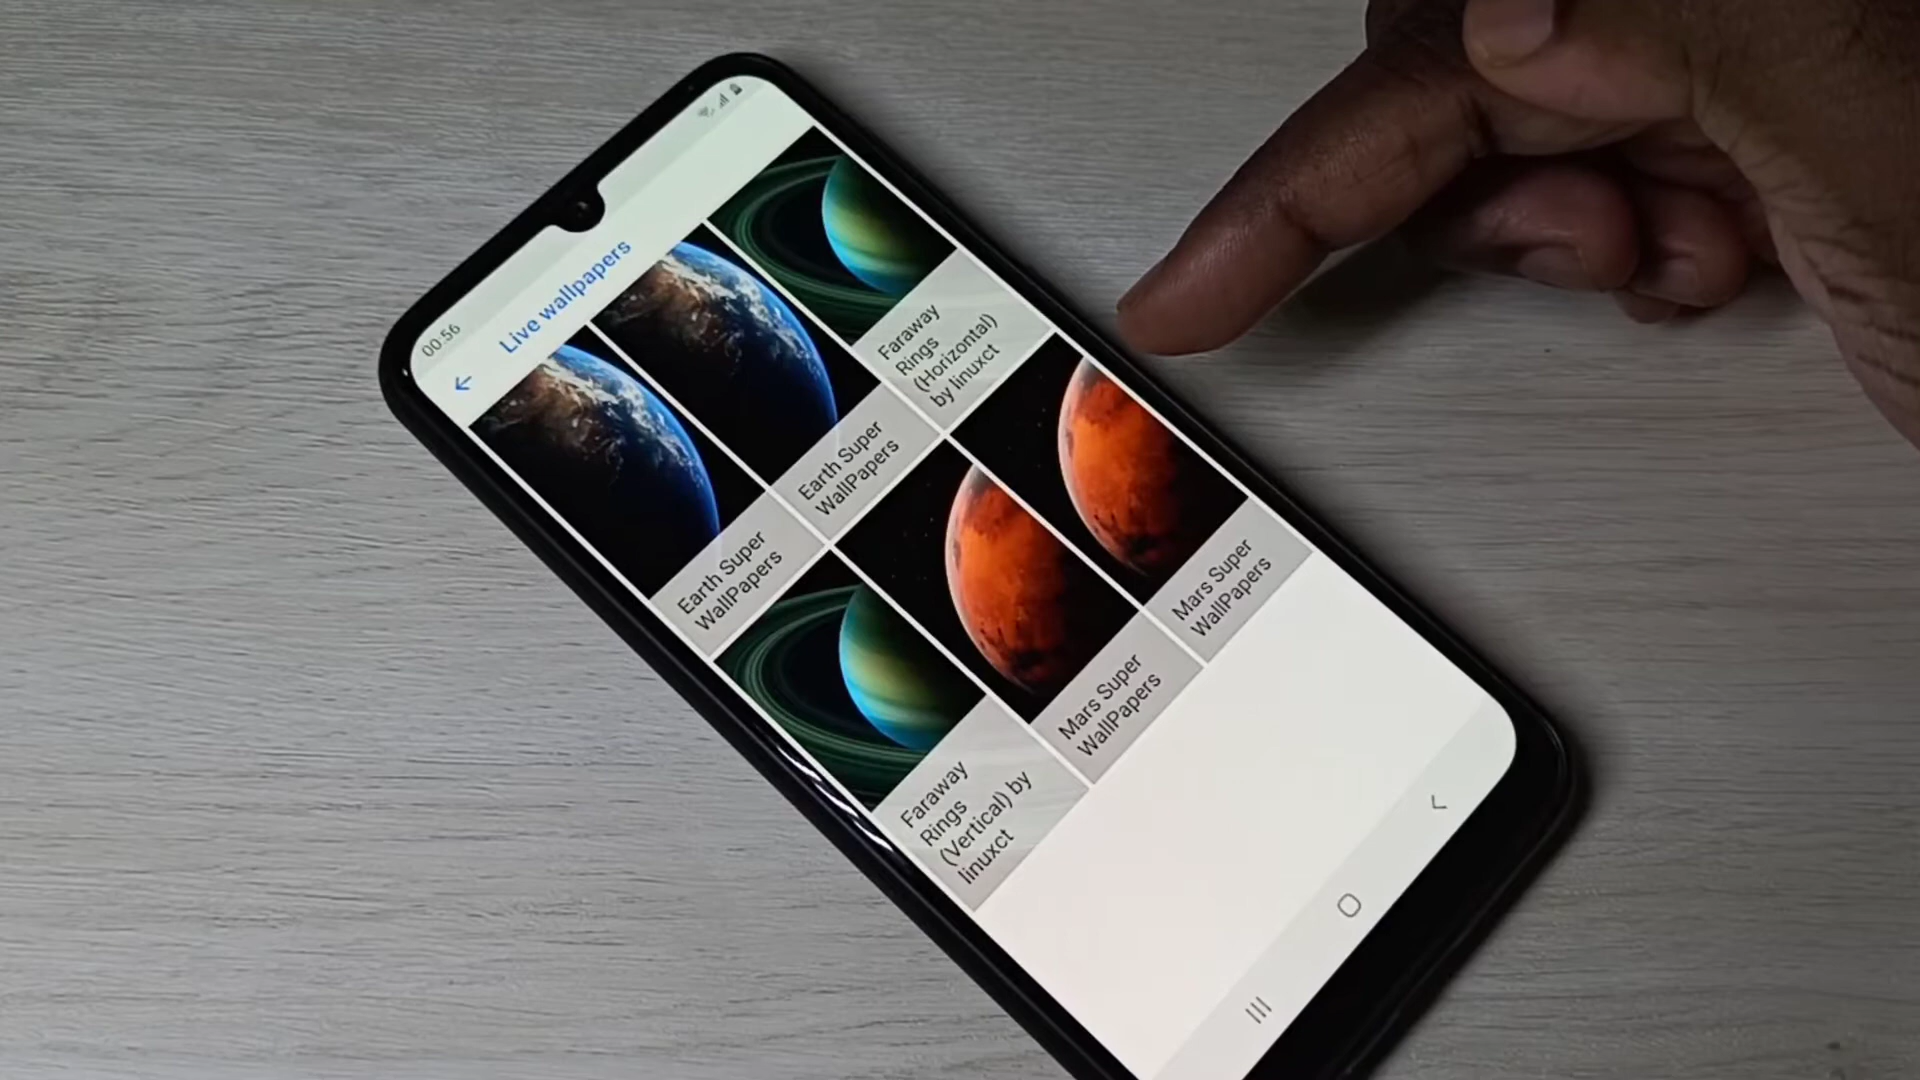 00:56
Live wallpapers
Earth Super
WallPapers
Earth Super
WallPapers
Faraway
Rings
(Horizontal)
by linuxct
Faraway
Rings
(Vertical) by
linuxct
Mars Super
WallPapers
Mars Super
WallPapers